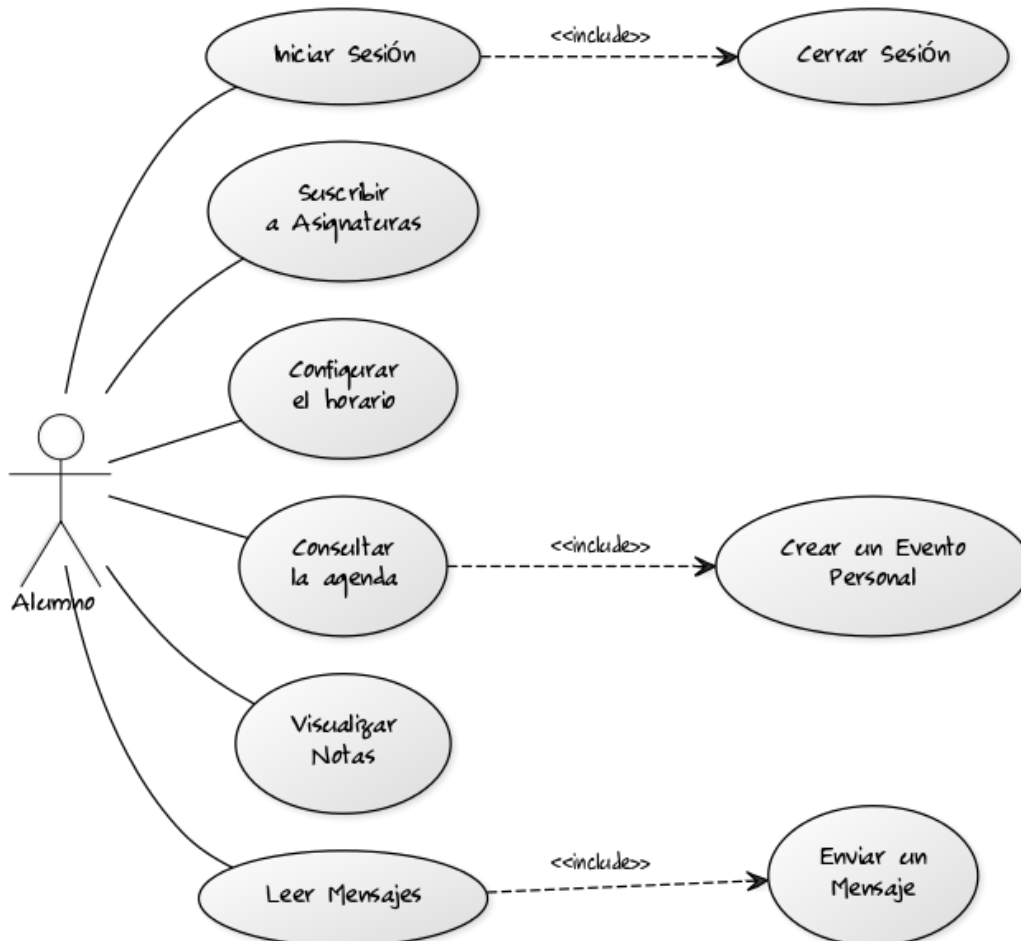 Iniciar Sesión
<<include>>
Cerrar Sesión
Suscribir
a Asignaturas
Configurar
el horario
Alumno
Consultar
la agenda
<<include>>
Crear un Evento
Personal
Visualizar
Notas
Leer Mensajes
<<include>>
Enviar un
Mensaje